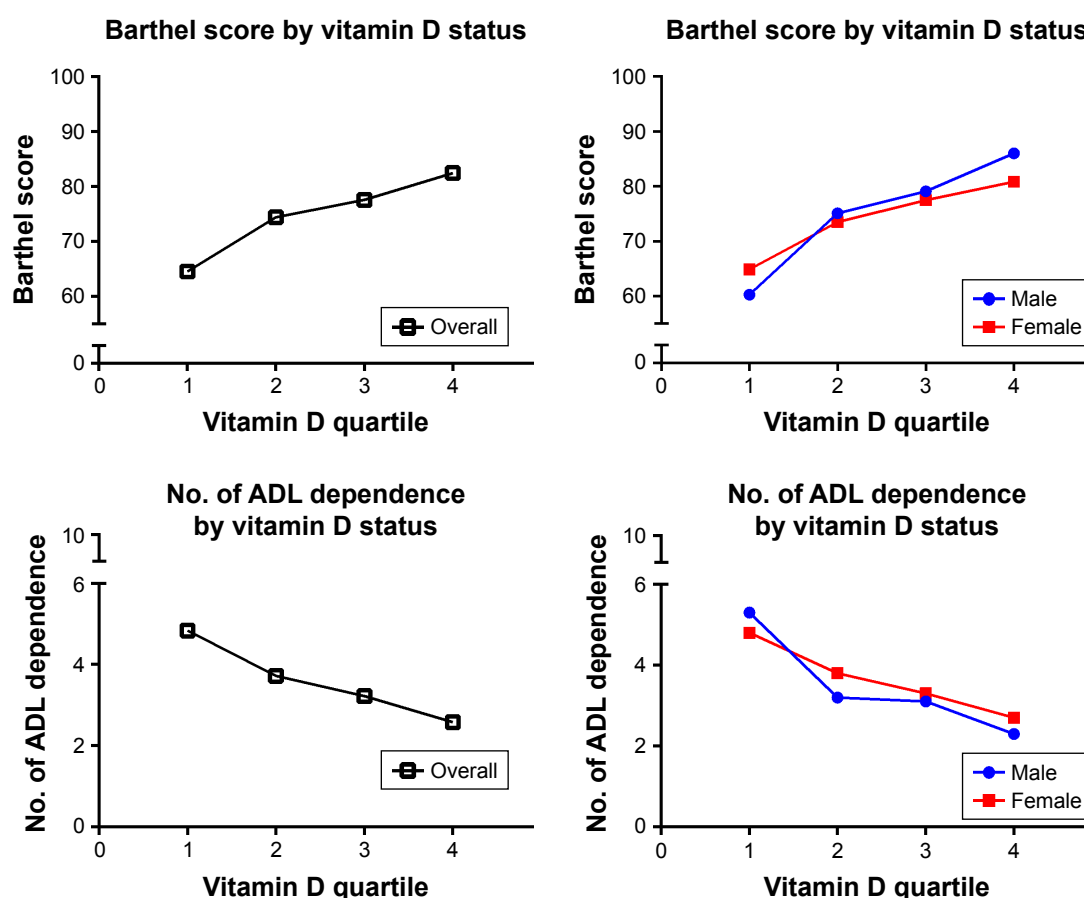 Barthel score by vitamin D status
100
90
80
70
60
0
Barthel score
Overall
0 1 2 3 4
Vitamin D quartile
Barthel score by vitamin D status
100
90
80
70
60
0
Barthel score
Male
Female
0 1 2 3 4
Vitamin D quartile
No. of ADL dependence
by vitamin D status
10
6
4
2
0
No. of ADL dependence
Overall
0 1 2 3 4
Vitamin D quartile
No. of ADL dependence
by vitamin D status
10
6
4
2
0
No. of ADL dependence
Male
Female
0 1 2 3 4
Vitamin D quartile